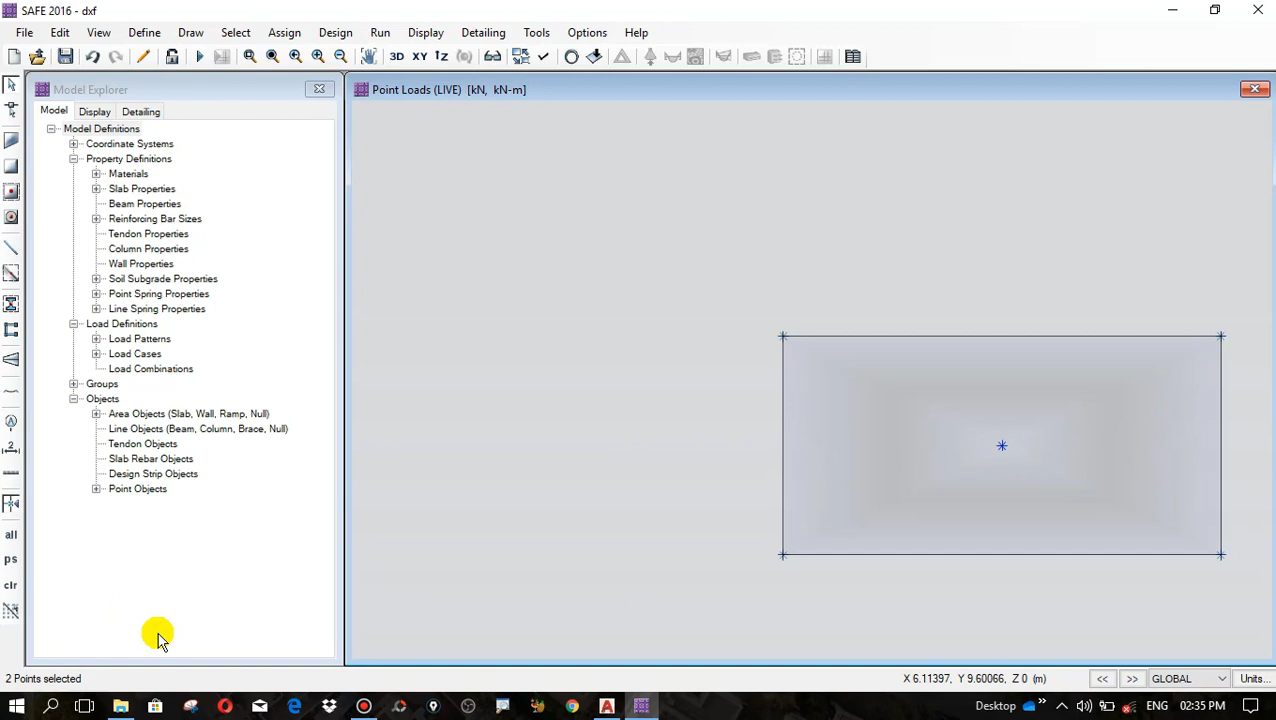 SAFE 2016 - dxf
File Edit View Define Draw Select Assign Design Run Display Detailing Tools Options Help
3D XY
Model Explorer
Point Loads (LIVE) [kN, kN-m]
Model Display Detailing
Model Definitions
Coordinate Systems
Property Definitions
Materials
Slab Properties
Beam Properties
Reinforcing Bar Sizes
Tendon Properties
Column Properties
Wall Properties
Soil Subgrade Properties
Point Spring Properties
Line Spring Properties
Load Definitions
Load Patterns
Load Cases
Load Combinations
Groups
Objects
Area Objects (Slab, Wall, Ramp, Null)
Line Objects (Beam, Column, Brace, Null)
Tendon Objects
Slab Rebar Objects
Design Strip Objects
Point Objects
all
ps
clr
2 Points selected
X 6.11397, Y 9.60066, Z 0 (m)
<< >> GLOBAL Units...
Desktop » ENG 02:35 PM